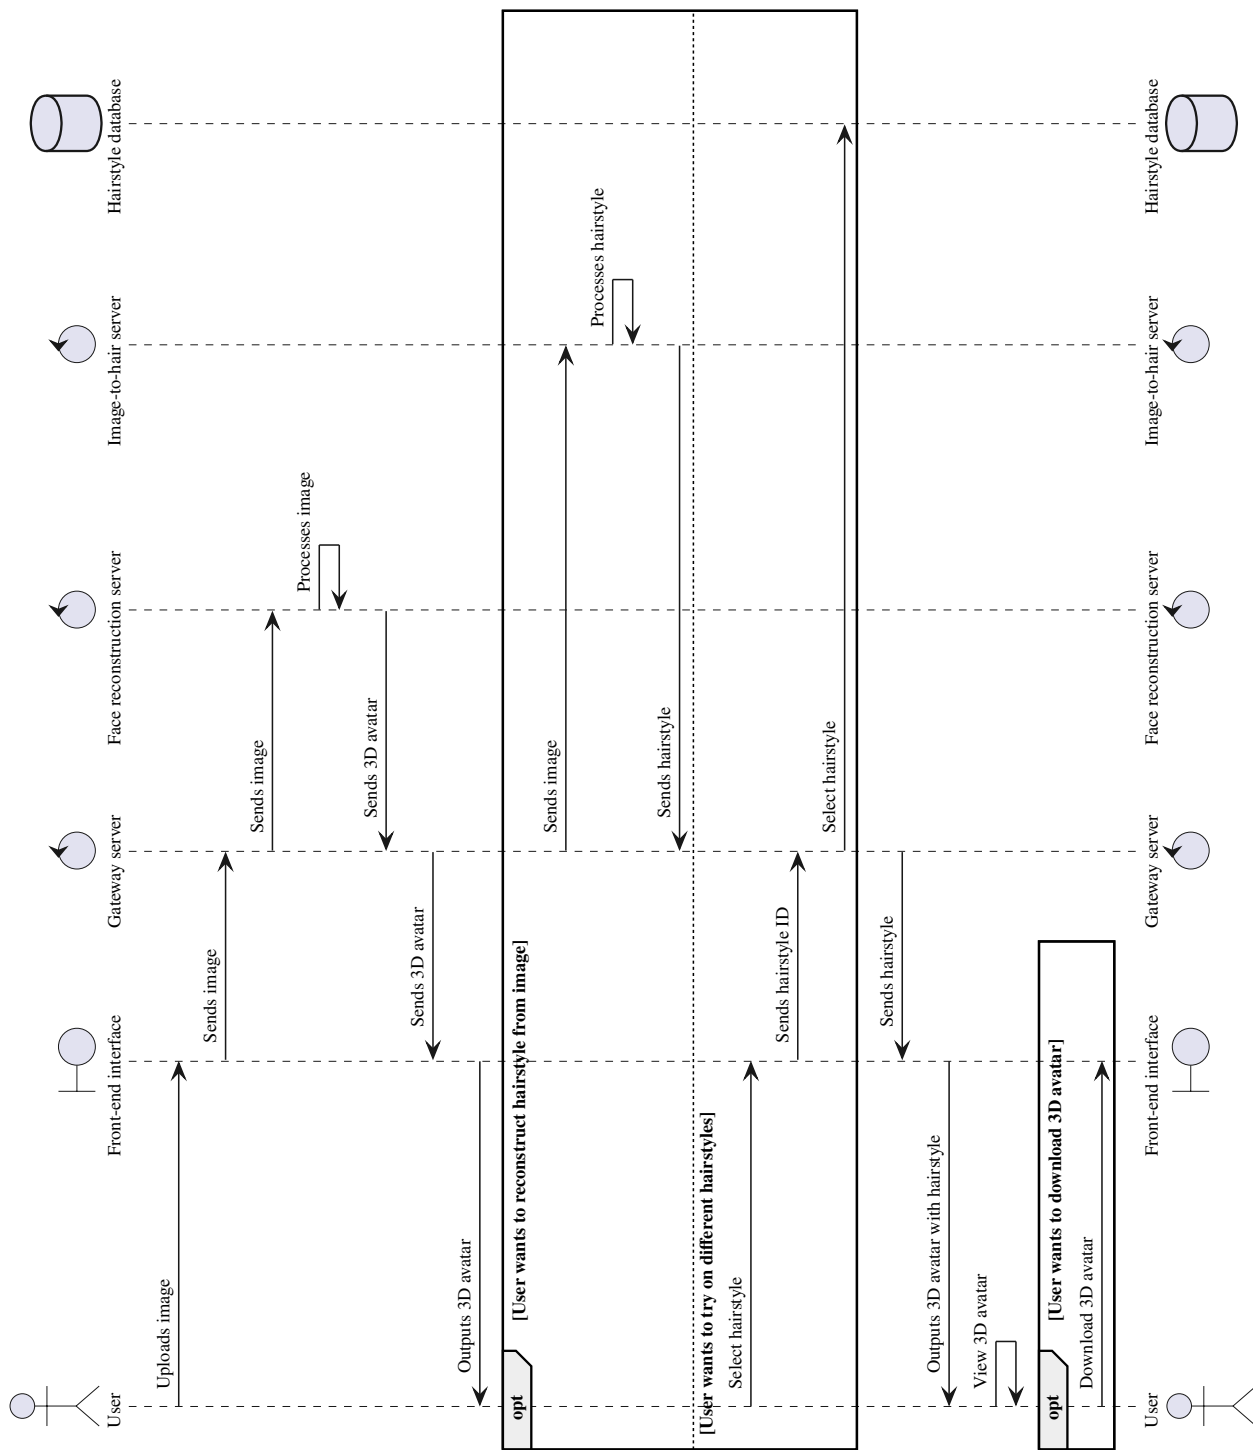 User
Front-end interface
Gateway server
Face reconstruction server
Image-to-hair server
Hairstyle database
Uploads image
Sends image
Sends image
Processes image
Sends 3D avatar
Sends 3D avatar
Outputs 3D avatar
opt
[User wants to reconstruct hairstyle from image]
Sends image
Processes hairstyle
Sends hairstyle
[User wants to try on different hairstyles]
Select hairstyle
Sends hairstyle ID
Select hairstyle
Sends hairstyle
Outputs 3D avatar with hairstyle
View 3D avatar
opt
[User wants to download 3D avatar]
Download 3D avatar
User
Front-end interface
Gateway server
Face reconstruction server
Image-to-hair server
Hairstyle database